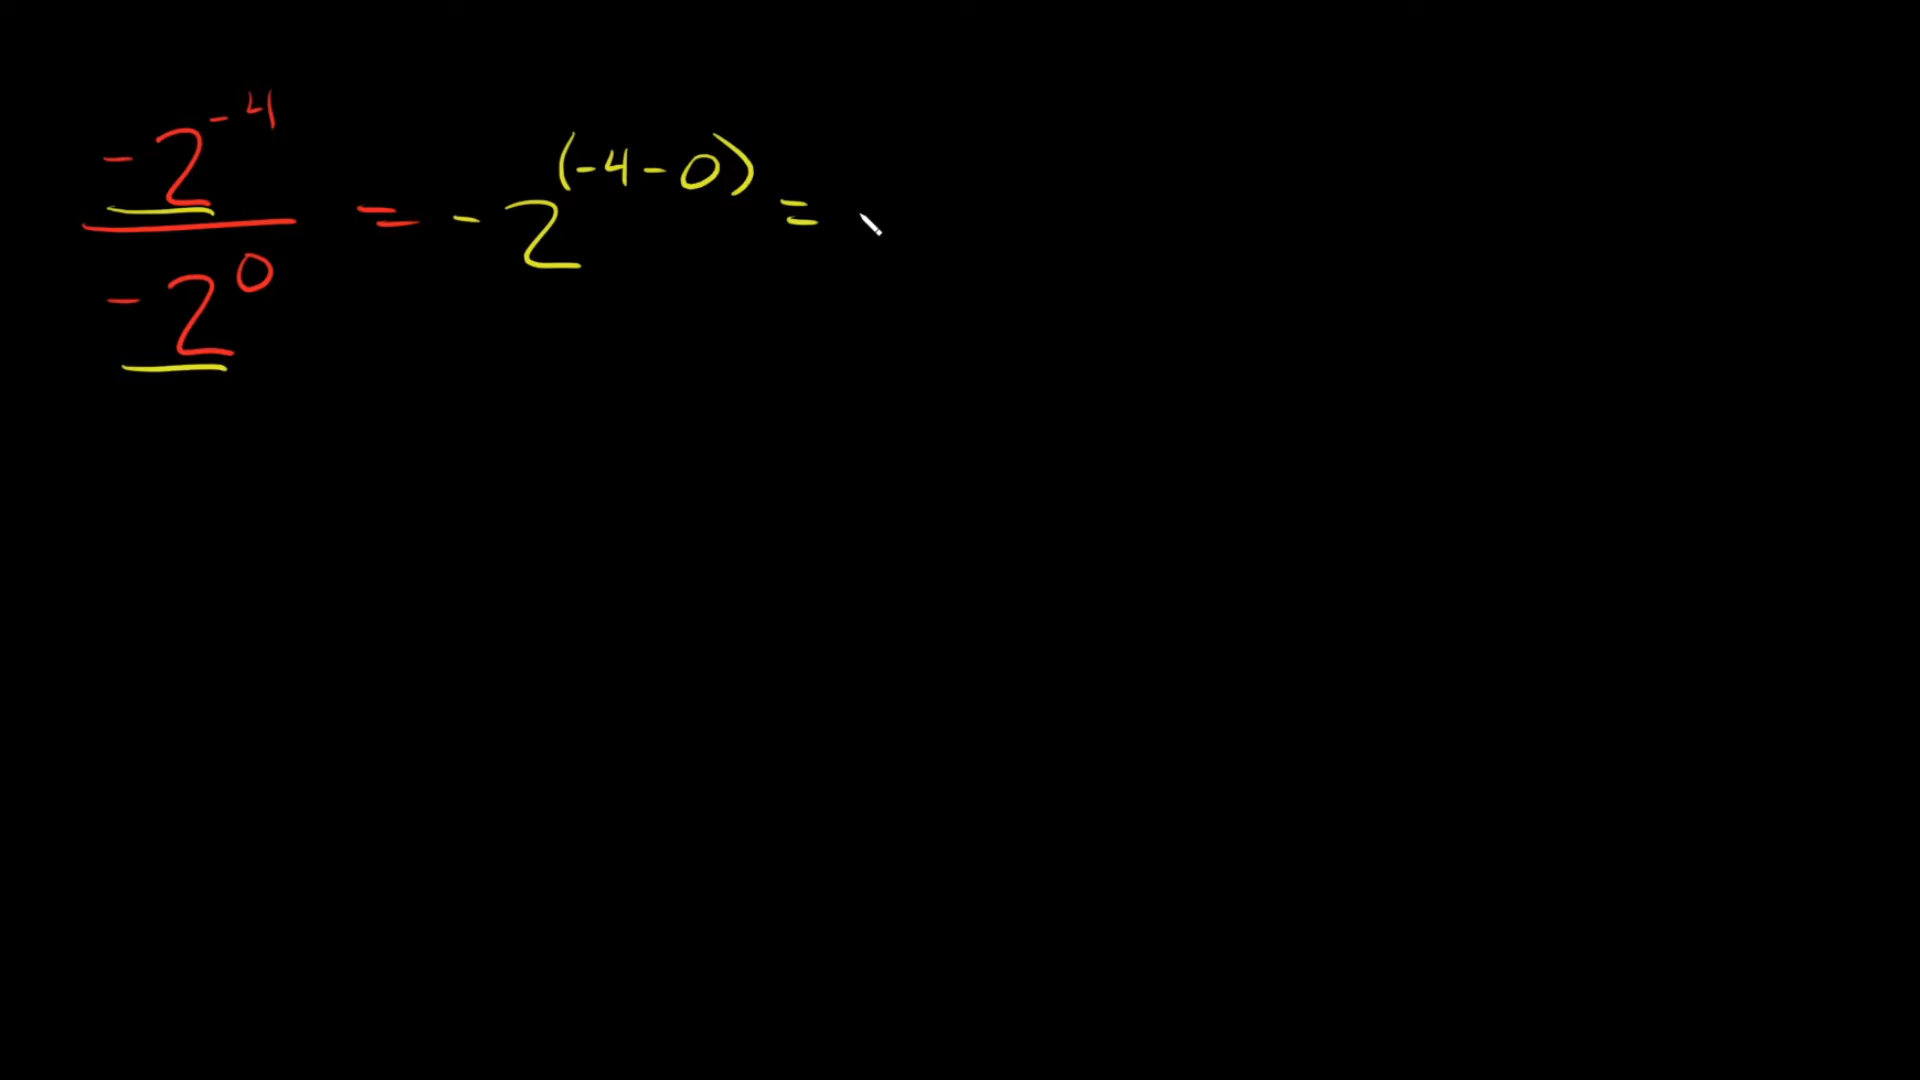 -2^-4 / -2^0 = -2^(-4-0) =